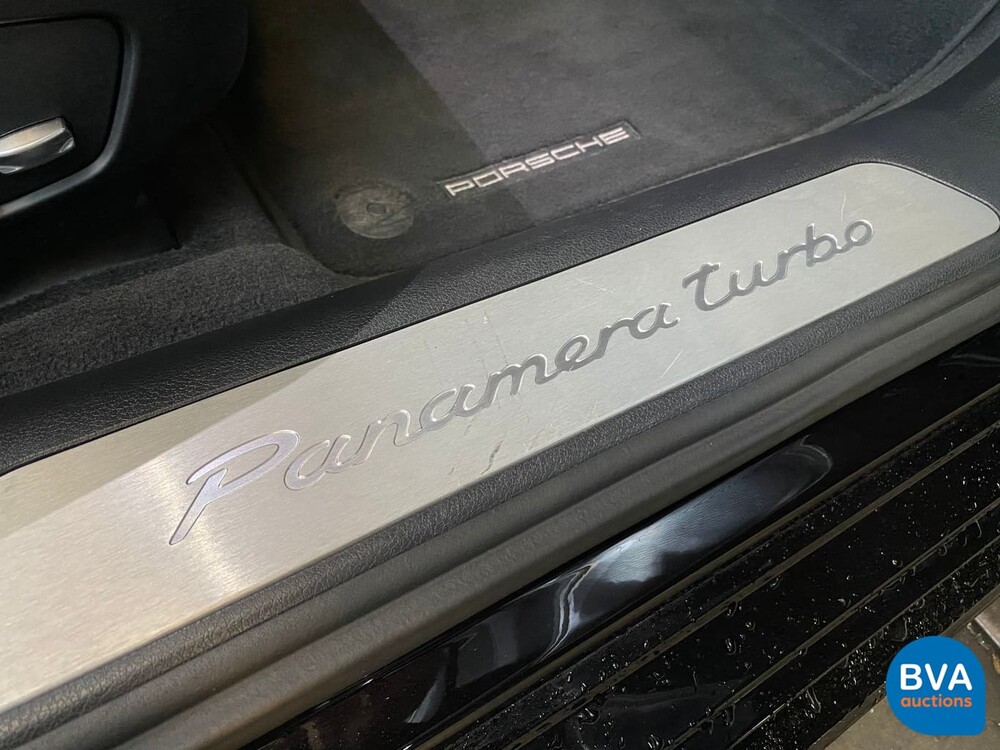 PORSCHE
Panamera turbo
BVA
auctions